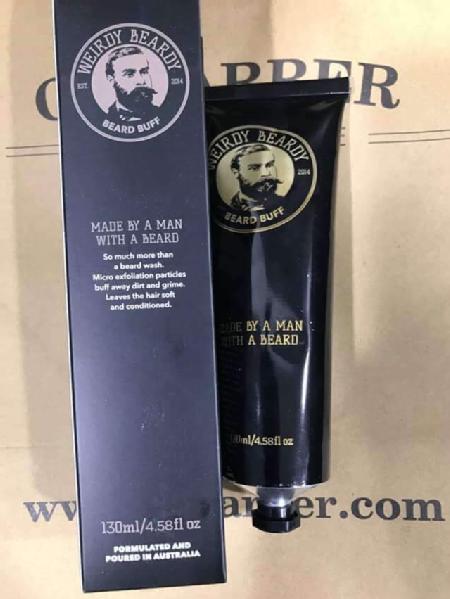 WEIRDY BEARDY
EST. 2014
BEARD BUFF
MADE BY A MAN
WITH A BEARD
So much more than
a beard wash.
Micro exfoliation particles
buff away dirt and grime.
Leaves the hair soft
and conditioned.
130ml/4.58fl oz
FORMULATED AND
POURED IN AUSTRALIA
WEIRDY BEARDY
2014
BEARD BUFF
MADE BY A MAN
WITH A BEARD
130ml/4.58fl oz
.com